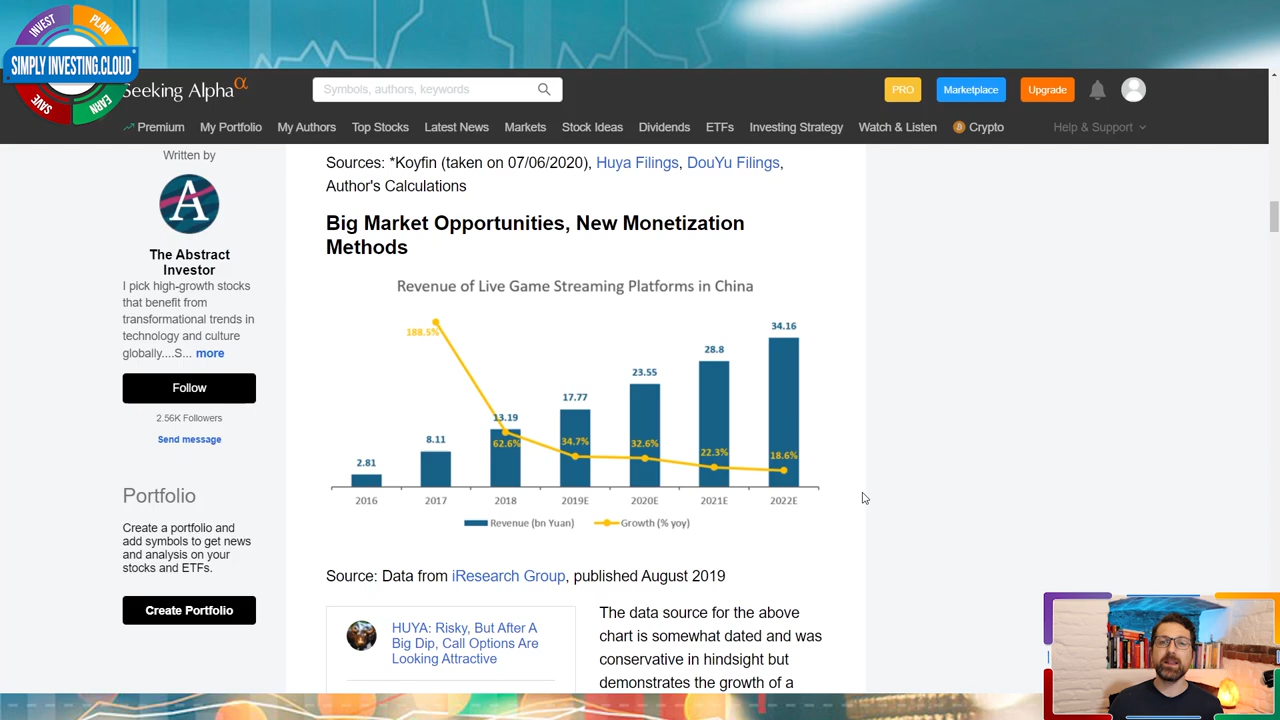 INVEST
PLAN
SIMPLY INVESTING.CLOUD
SAVE
EARN
Seeking Alpha α
Symbols, authors, keywords
PRO
Marketplace
Upgrade
Premium
My Portfolio
My Authors
Top Stocks
Latest News
Markets
Stock Ideas
Dividends
ETFs
Investing Strategy
Watch & Listen
Crypto
Help & Support
Written by
A
The Abstract
Investor
I pick high-growth stocks
that benefit from
transformational trends in
technology and culture
globally....S... more
Follow
2.56K Followers
Send message
Portfolio
Create a portfolio and
add symbols to get news
and analysis on your
stocks and ETFs.
Create Portfolio
Sources: *Koyfin (taken on 07/06/2020), Huya Filings, DouYu Filings,
Author's Calculations
Big Market Opportunities, New Monetization
Methods
Revenue of Live Game Streaming Platforms in China
34.16
188.5%
28.8
23.55
17.77
13.19
8.11
62.6%
34.7%
32.6%
22.3%
18.6%
2.81
2016 2017 2018 2019E 2020E 2021E 2022E
Revenue (bn Yuan) Growth (% yoy)
Source: Data from iResearch Group, published August 2019
HUYA: Risky, But After A
Big Dip, Call Options Are
Looking Attractive
The data source for the above
chart is somewhat dated and was
conservative in hindsight but
demonstrates the growth of a